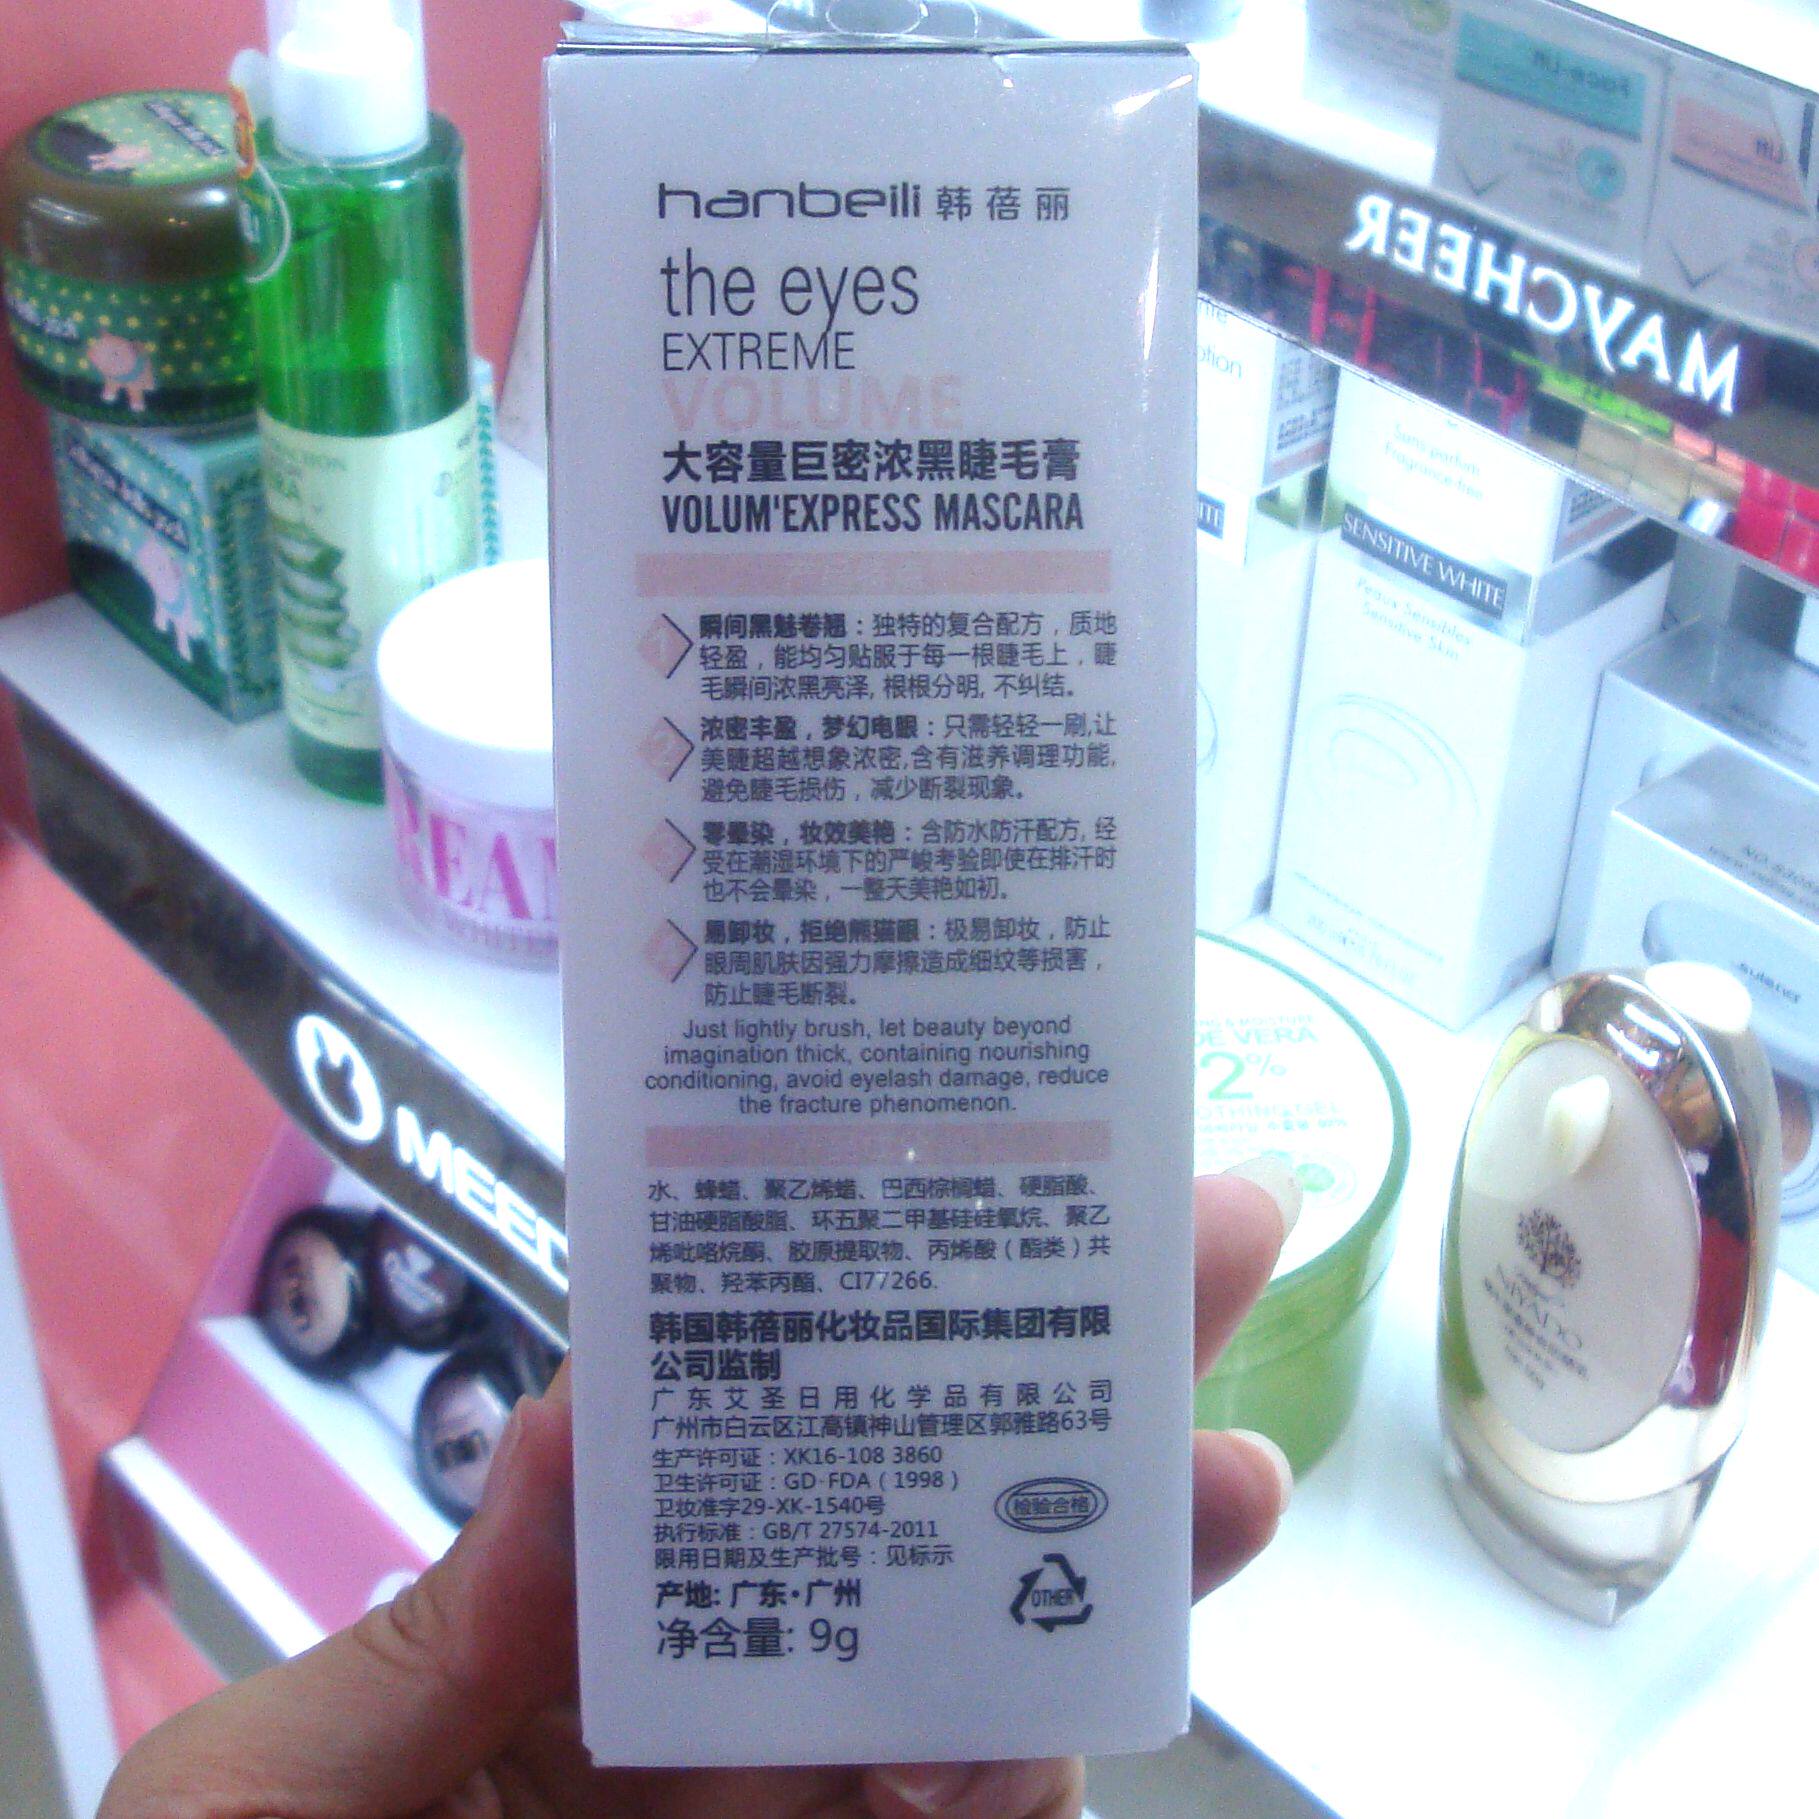 hanbeili 韩蓓丽
the eyes
EXTREME
VOLUME
大容量巨密浓黑睫毛膏
VOLUM'EXPRESS MASCARA
1
瞬间黑魅卷翘：独特的复合配方，质地
轻盈，能均匀贴服于每一根睫毛上，睫
毛瞬间浓黑亮泽, 根根分明, 不纠结。
2
浓密丰盈，梦幻电眼：只需轻轻一刷,让
美睫超越想象浓密,含有滋养调理功能,
避免睫毛损伤，减少断裂现象。
3
零晕染，妆效美艳：含防水防汗配方, 经
受在潮湿环境下的严峻考验即使在排汗时
也不会晕染，一整天美艳如初。
4
易卸妆，拒绝熊猫眼：极易卸妆，防止
眼周肌肤因强力摩擦造成细纹等损害，
防止睫毛断裂。
Just lightly brush, let beauty beyond
imagination thick, containing nourishing
conditioning, avoid eyelash damage, reduce
the fracture phenomenon.
水、蜂蜡、聚乙烯蜡、巴西棕榈蜡、硬脂酸、
甘油硬脂酸脂、环五聚二甲基硅硅氧烷、聚乙
烯吡咯烷酮、胶原提取物、丙烯酸（酯类）共
聚物、羟苯丙酯、CI77266.
韩国韩蓓丽化妆品国际集团有限
公司监制
广东艾圣日用化学品有限公司
广州市白云区江高镇神山管理区郭雅路63号
生产许可证：XK16-108 3860
卫生许可证：GD·FDA（1998）
卫妆准字29-XK-1540号
执行标准：GB/T 27574-2011
限用日期及生产批号：见标示
产地: 广东·广州
净含量: 9g
检验合格
OTHER
MAYCHEER
SENSITIVE WHITE
Peaux Sensibles
Sensitive Skin
Sans parfum
Fragrance-free
Face-Lift
VERA
2%
NIYADO